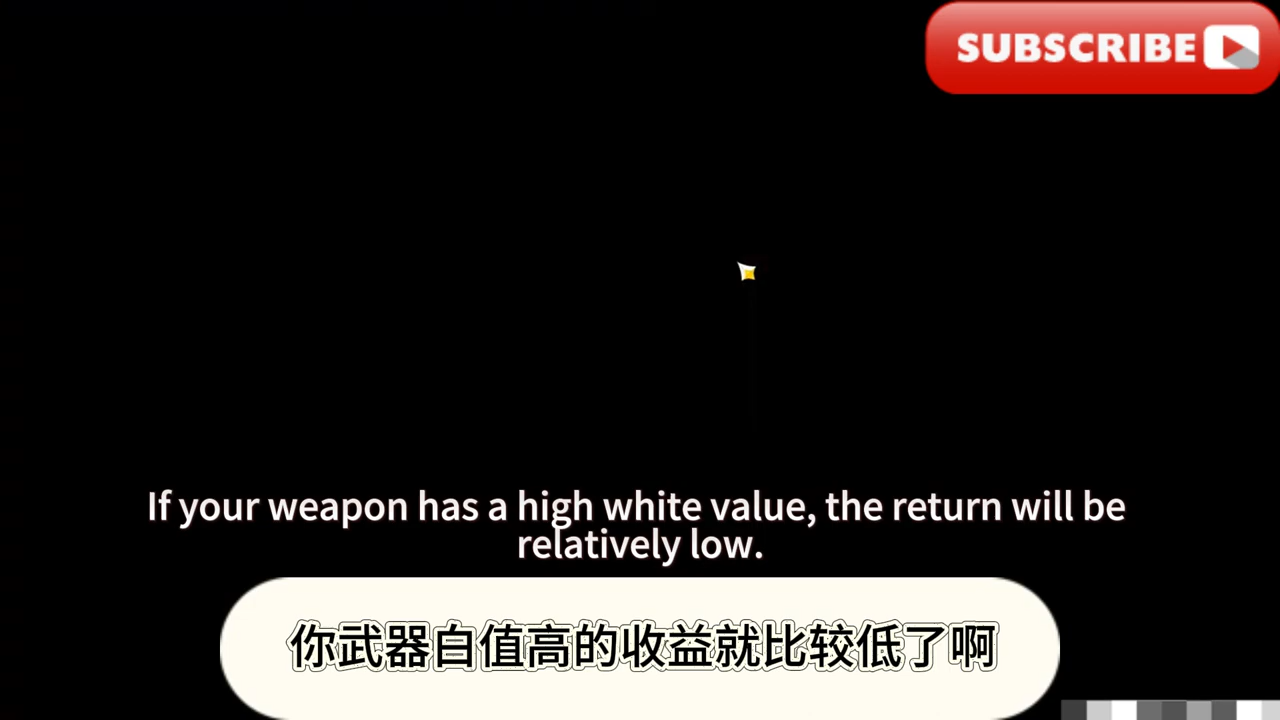 SUBSCRIBE
If your weapon has a high white value, the return will be
relatively low.
你武器白值高的收益就比较低了啊